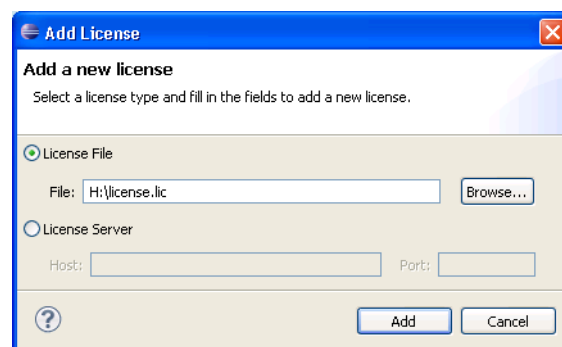 Add License
Add a new license
Select a license type and fill in the fields to add a new license.
License File
File: H:\license.lic Browse...
License Server
Host: Port:
? Add Cancel